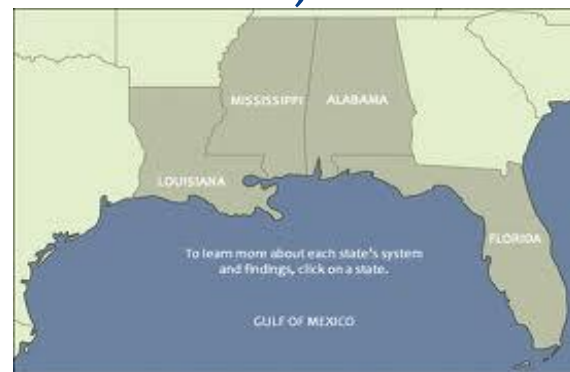 MISSISSIPPI
ALABAMA
LOUISIANA
FLORIDA
To learn more about each state's system
and findings, click on a state.
GULF OF MEXICO